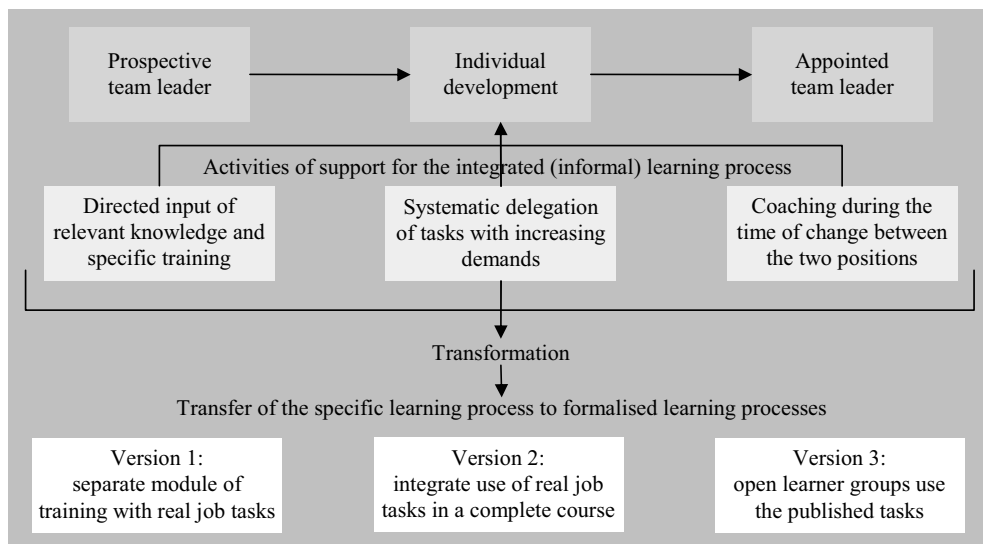 Prospective
team leader
Individual
development
Appointed
team leader
Activities of support for the integrated (informal) learning process
Directed input of
relevant knowledge and
specific training
Systematic delegation
of tasks with increasing
demands
Coaching during the
time of change between
the two positions
Transformation
Transfer of the specific learning process to formalised learning processes
Version 1:
separate module of
training with real job tasks
Version 2:
integrate use of real job
tasks in a complete course
Version 3:
open learner groups use
the published tasks